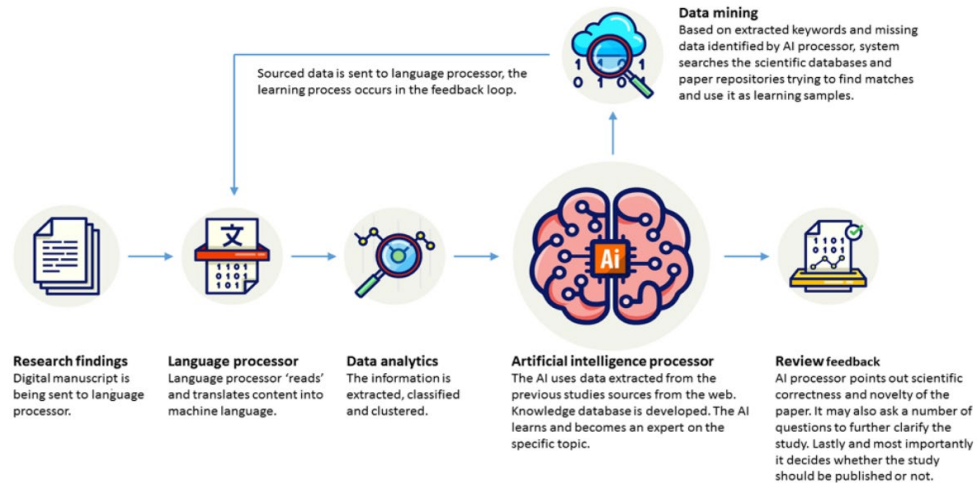 Data mining
Based on extracted keywords and missing
data identified by AI processor, system
searches the scientific databases and
paper repositories trying to find matches
and use it as learning samples.
Sourced data is sent to language processor, the
learning process occurs in the feedback loop.
1 1 0 1
0 1 0 1
文
1101
0101
101
Ai
1101
010
Research findings
Digital manuscript is
being sent to language
processor.
Language processor
Language processor ‘reads’
and translates content into
machine language.
Data analytics
The information is
extracted, classified
and clustered.
Artificial intelligence processor
The AI uses data extracted from the
previous studies sources from the web.
Knowledge database is developed. The AI
learns and becomes an expert on the
specific topic.
Review feedback
AI processor points out scientific
correctness and novelty of the
paper. It may also ask a number of
questions to further clarify the
study. Lastly and most importantly
it decides whether the study
should be published or not.